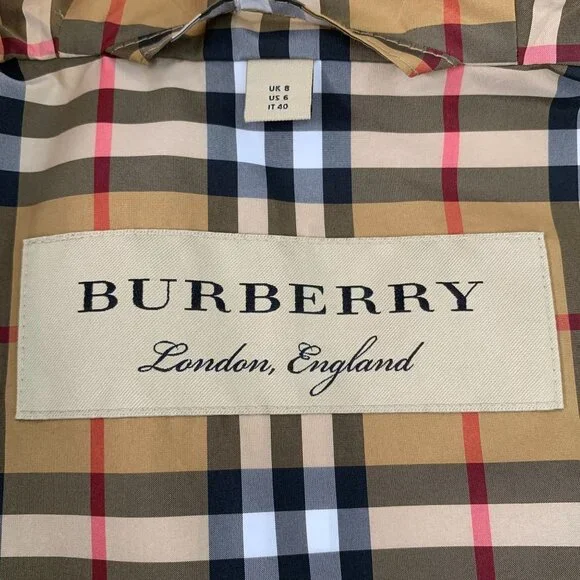 UK 8
US 6
IT 40
BURBERRY
London, England